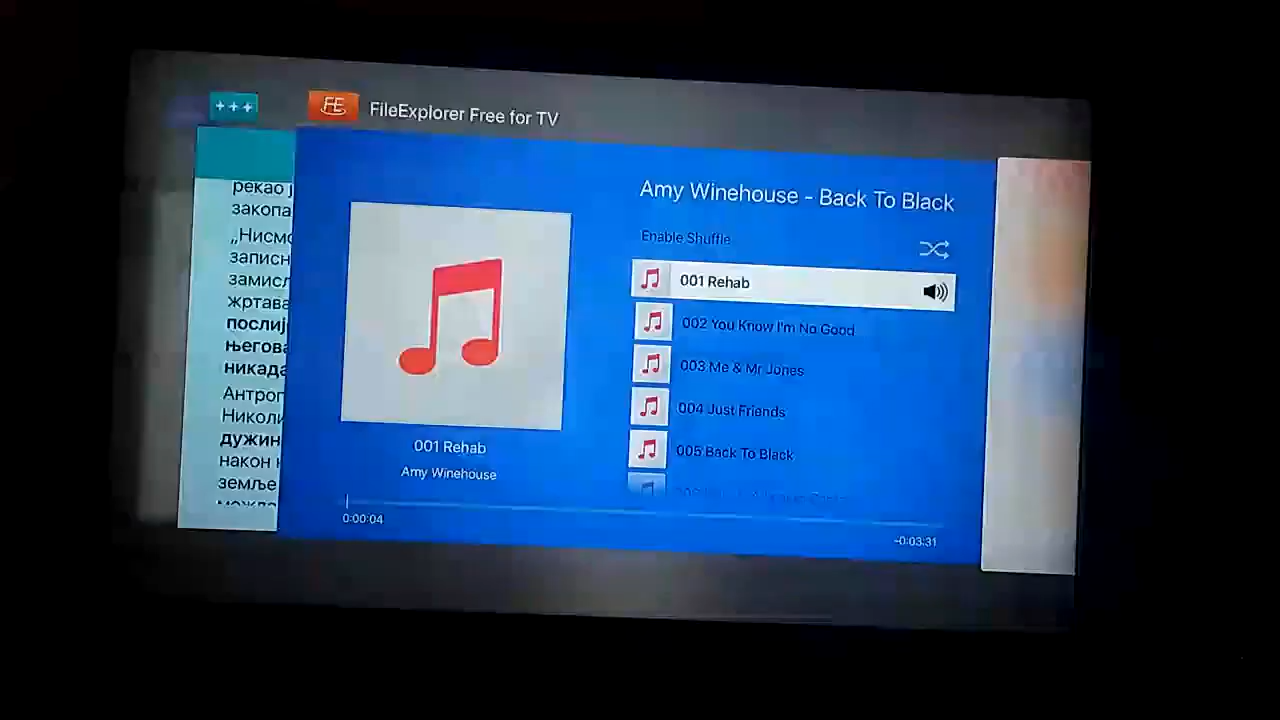 +++
FE
FileExplorer Free for TV
рекао ј
закопа
„Нисмо
записн
замисл
жртава
послиј
његова
никада
Антроп
Николи
дужин
након н
земље
можда
Amy Winehouse - Back To Black
Enable Shuffle
001 Rehab
002 You Know I'm No Good
003 Me & Mr Jones
004 Just Friends
005 Back To Black
001 Rehab
Amy Winehouse
0:00:04
-0:03:31